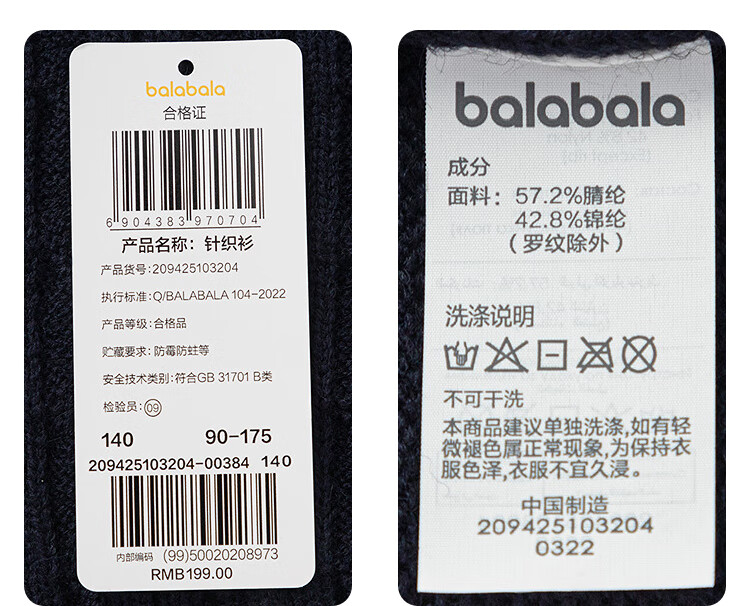 balabala
合格证
6 904383 970704
产品名称：针织衫
产品货号:209425103204
执行标准:Q/BALABALA 104-2022
产品等级:合格品
贮藏要求:防霉防蛀等
安全技术类别:符合GB 31701 B类
检验员:09
140 90-175
209425103204-00384 140
内部编码 (99)50020208973
RMB199.00
balabala
成分
面料：57.2%腈纶
42.8%锦纶
（罗纹除外）
洗涤说明
不可干洗
本商品建议单独洗涤,如有轻
微褪色属正常现象,为保持衣
服色泽,衣服不宜久浸。
中国制造
209425103204
0322